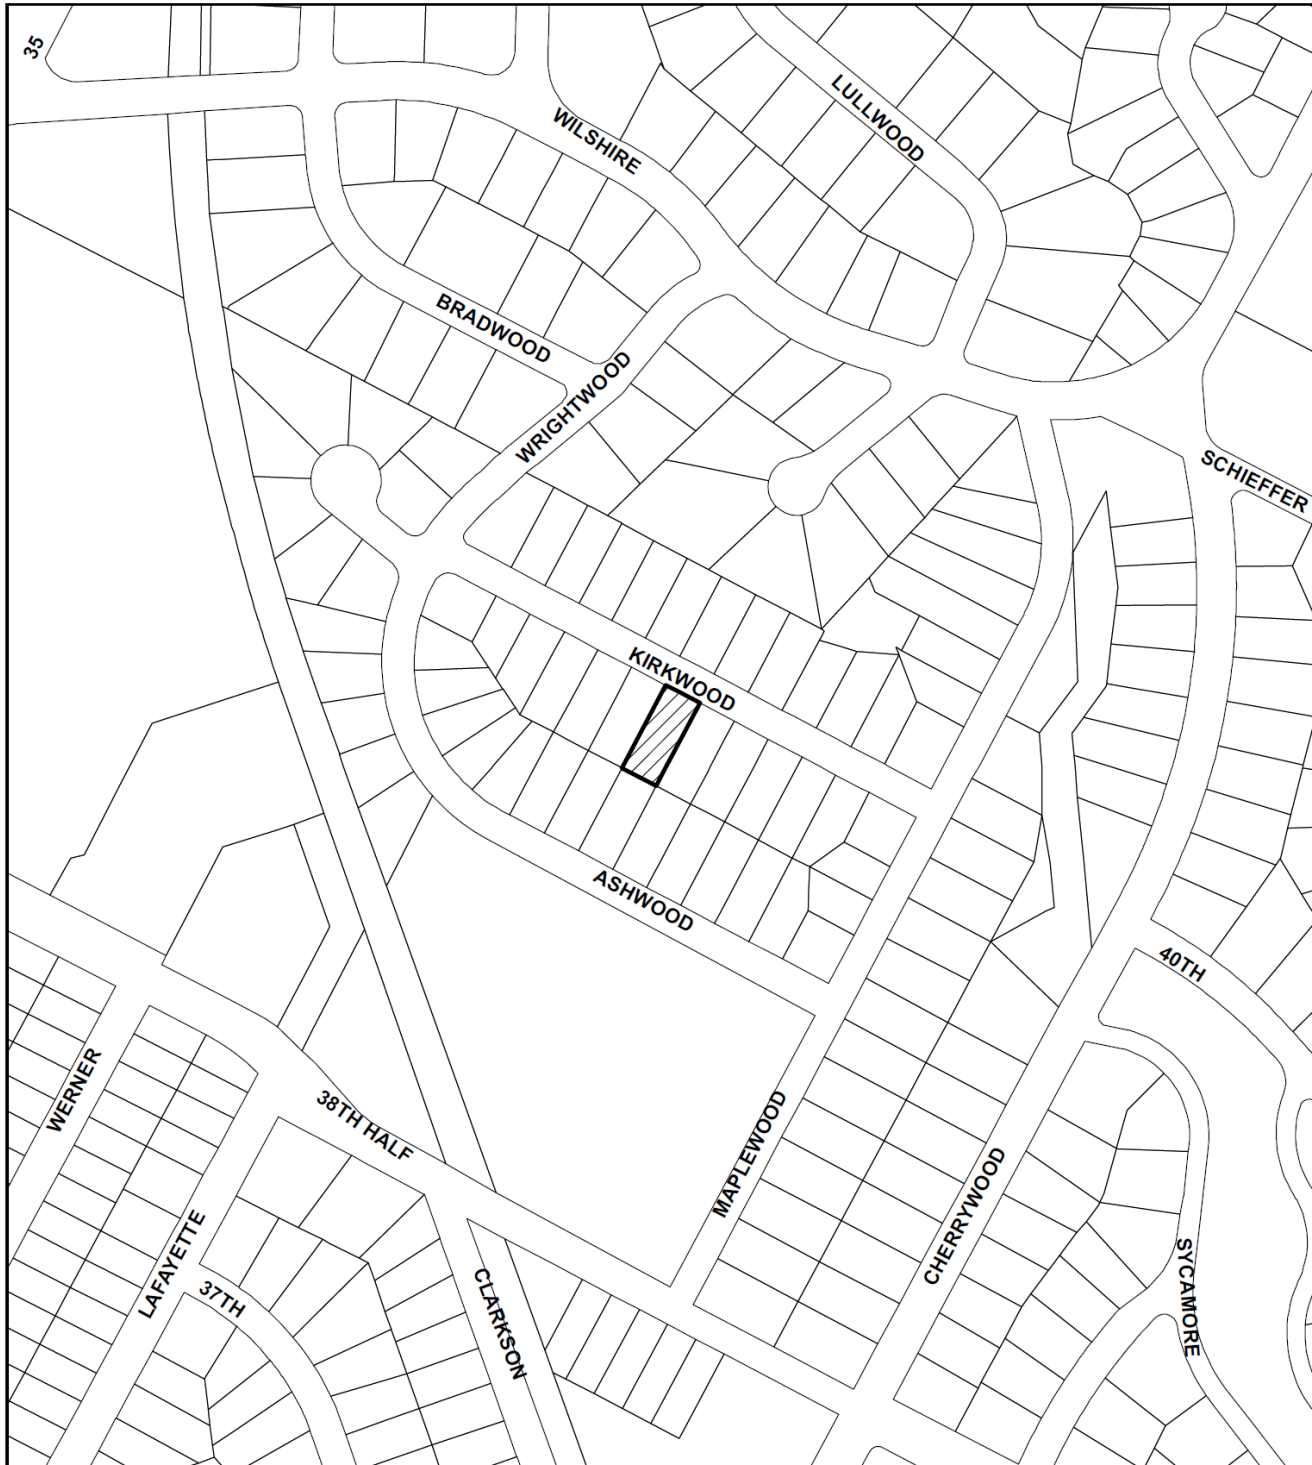 35
LULLWOOD
WILSHIRE
BRADWOOD
WRIGHTWOOD
SCHIEFFER
KIRKWOOD
ASHWOOD
40TH
WERNER
38TH HALF
MAPLEWOOD
CHERRYWOOD
LAFAYETTE
37TH
CLARKSON
SYCAMORE